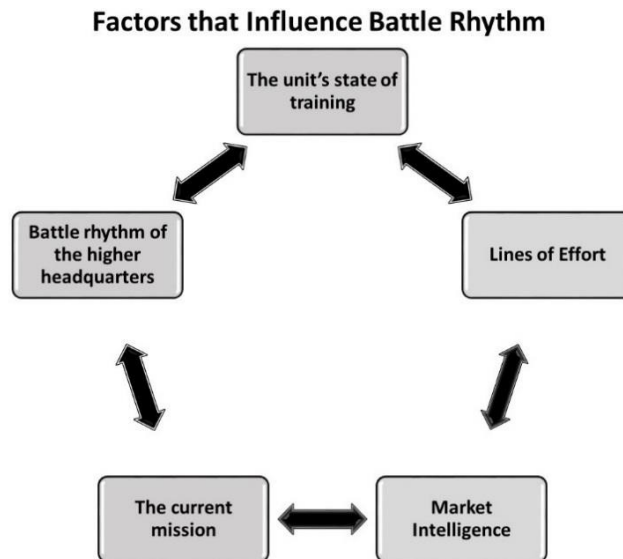 Factors that Influence Battle Rhythm
The unit's state of
training
Battle rhythm of
the higher
headquarters
Lines of Effort
The current
mission
Market
Intelligence